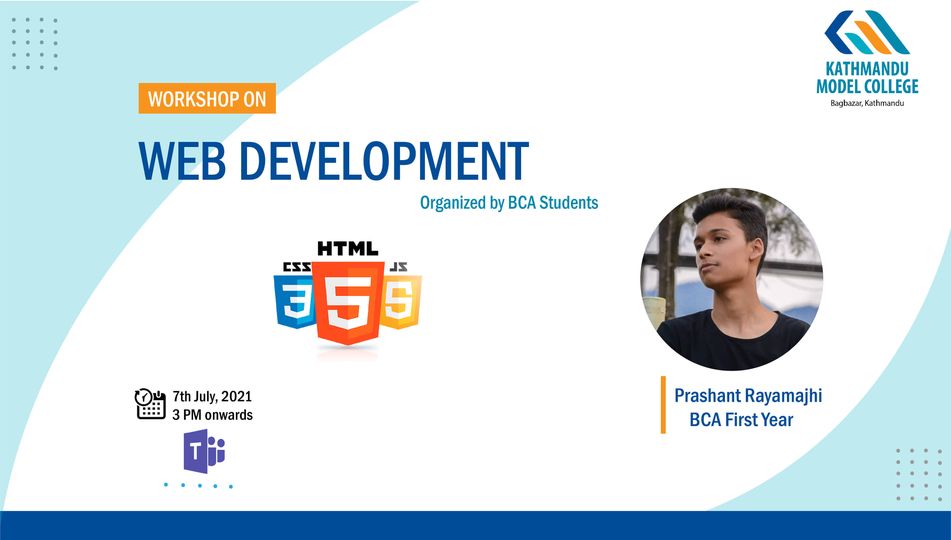 KATHMANDU
MODEL COLLEGE
Bagbazar, Kathmandu
WORKSHOP ON
WEB DEVELOPMENT
Organized by BCA Students
HTML
CSS
JS
3
5
5
7th July, 2021
3 PM onwards
T
Prashant Rayamajhi
BCA First Year